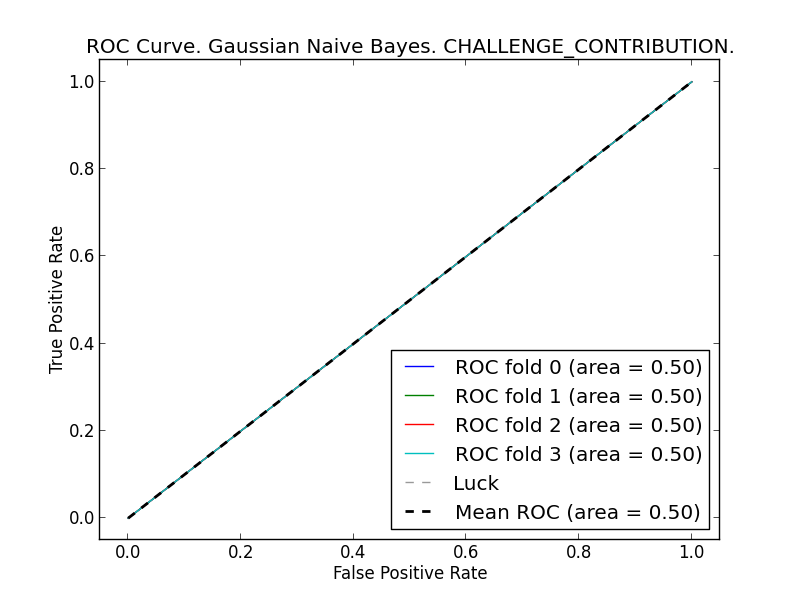 ROC Curve. Gaussian Naive Bayes. CHALLENGE_CONTRIBUTION.
1.0
0.8
0.6
0.4
0.2
0.0
True Positive Rate
ROC fold 0 (area = 0.50)
ROC fold 1 (area = 0.50)
ROC fold 2 (area = 0.50)
ROC fold 3 (area = 0.50)
Luck
Mean ROC (area = 0.50)
0.0 0.2 0.4 0.6 0.8 1.0
False Positive Rate